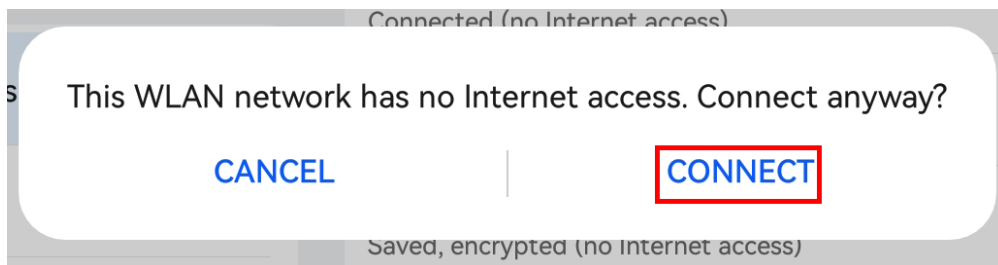 Connected (no Internet access)
s
This WLAN network has no Internet access. Connect anyway?
CANCEL
CONNECT
Saved, encrypted (no Internet access)